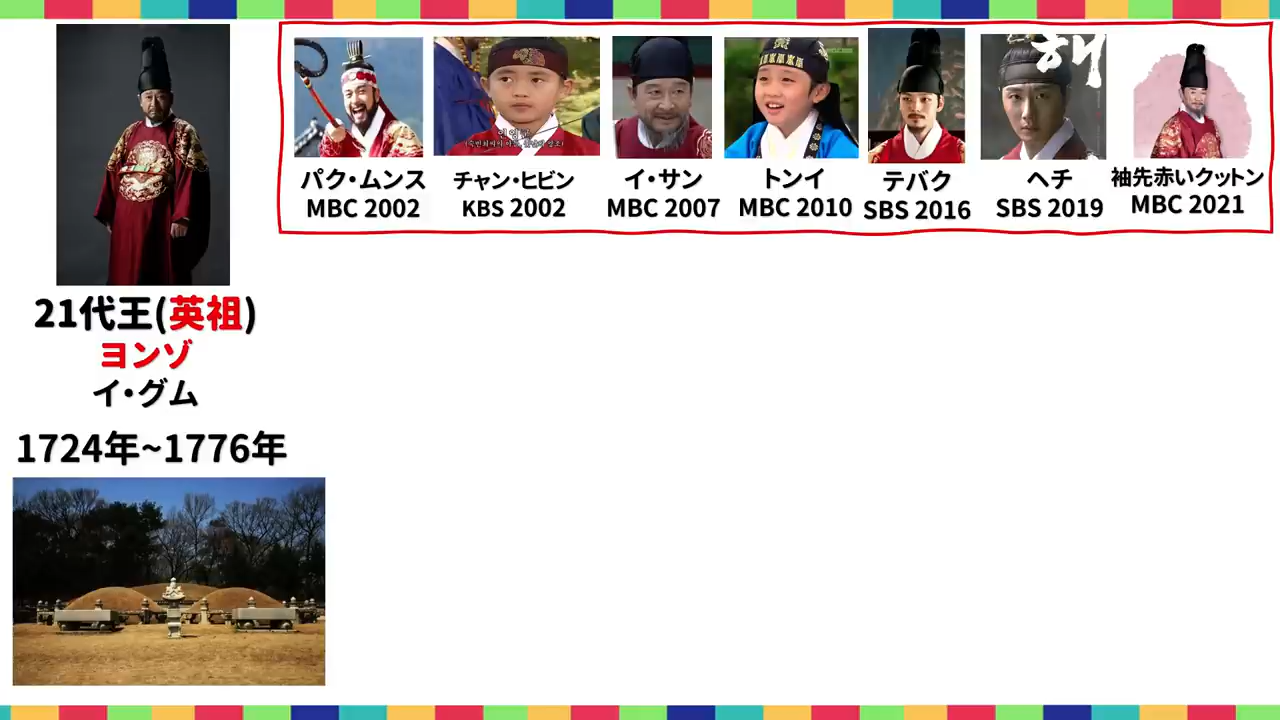 21代王(英祖)
ヨンゾ
イ・グム
1724年~1776年
パク・ムンス
MBC 2002
チャン・ヒビン
KBS 2002
イ・サン
MBC 2007
トンイ
MBC 2010
テバク
SBS 2016
ヘチ
SBS 2019
袖先赤いクットン
MBC 2021
해